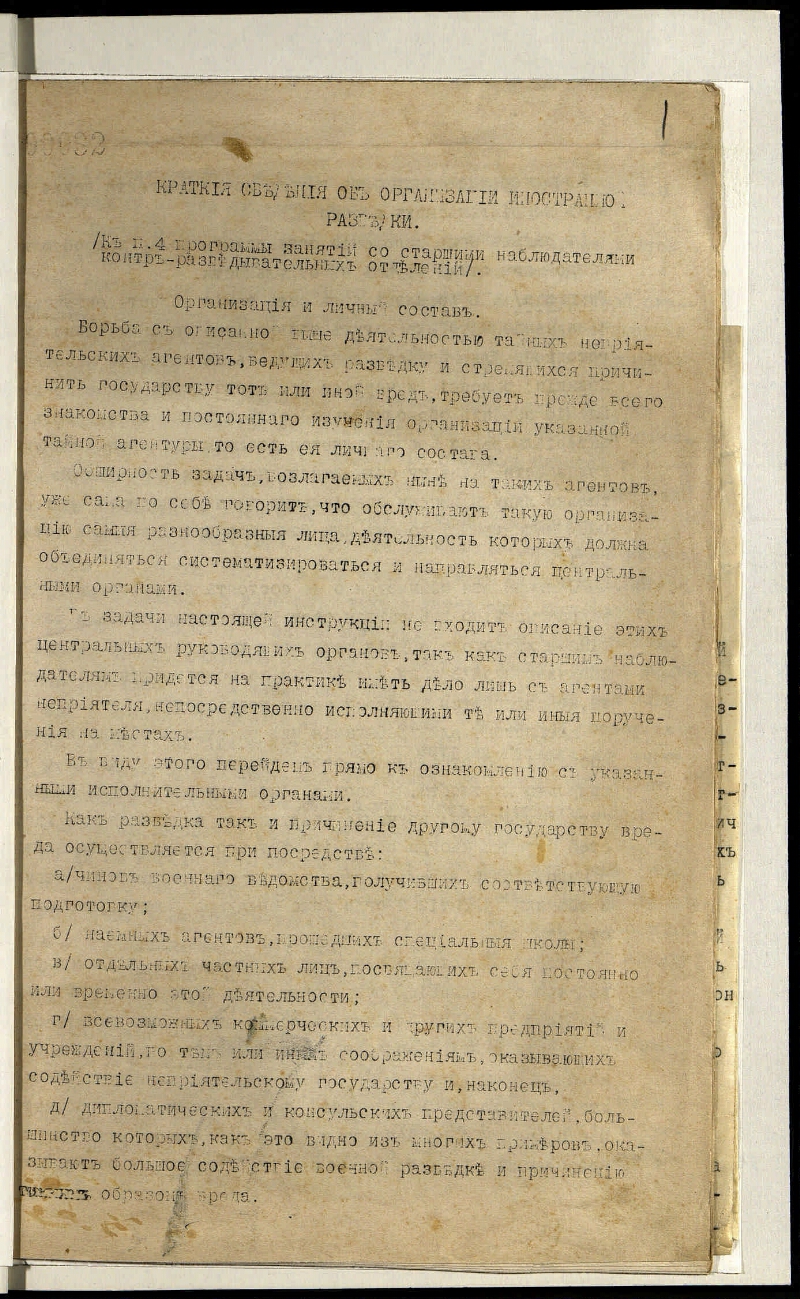 1
КРАТКІЯ СВѢДѢНІЯ ОБЪ ОРГАНИЗАЦІИ ИНОСТРАННО
РАЗВѢДКИ.
/Къ п.4 программы занятій со старшими наблюдателями
контръ-развѣдывательныхъ отдѣленій/.
Организація и личный составъ.
Борьба съ описанной выше дѣятельностью тайныхъ непрія-
тельскихъ агентовъ,ведущихъ развѣдку и стремящихся причи-
нить государству тотъ или иной вредъ,требуетъ прежде всего
знакомства и постояннаго изученія организацій указанной
тайной агентуры,то есть ея личнаго состава.
Обширность задачъ,возлагаемыхъ нынѣ на такихъ агентовъ,
уже сама по себѣ говоритъ,что обслуживаютъ такую организа-
цію самыя разнообразныя лица,дѣятельность которыхъ должна
объединяться систематизироваться и направляться централь-
ными органами.
Въ задачи настоящей инструкціи не входитъ описаніе этихъ
центральныхъ руководящихъ органовъ,такъ какъ старшимъ наблю-
дателямъ придется на практикѣ имѣть дѣло лишь съ агентами
непріятеля,непосредственно исполняющими тѣ или иныя поруче-
нія на мѣстахъ.
Въ виду этого перейдемъ прямо къ ознакомленію съ указан-
ными исполнительными органами.
Какъ развѣдка такъ и причиненіе другому государству вре-
да осуществляется при посредствѣ:
а/чиновъ военнаго вѣдомства,получившихъ соотвѣтствующую
подготовку;
б/ наемныхъ агентовъ,прошедшихъ спеціальныя школы;
в/ отдѣльныхъ частныхъ лицъ,посвящающихъ себя постоянно
или временно этой дѣятельности;
г/ всевозможныхъ коммерческихъ и другихъ предпріятій и
учрежденій,по тѣмъ или инымъ соображеніямъ,оказывающихъ
содѣйствіе непріятельскому государству и,наконецъ,
д/ дипломатическихъ и консульскихъ представителей,боль-
шинство которыхъ,какъ это видно изъ многихъ примѣровъ,ока-
зываютъ большое содѣйствіе военной развѣдкѣ и причиненію
образомъ вреда.